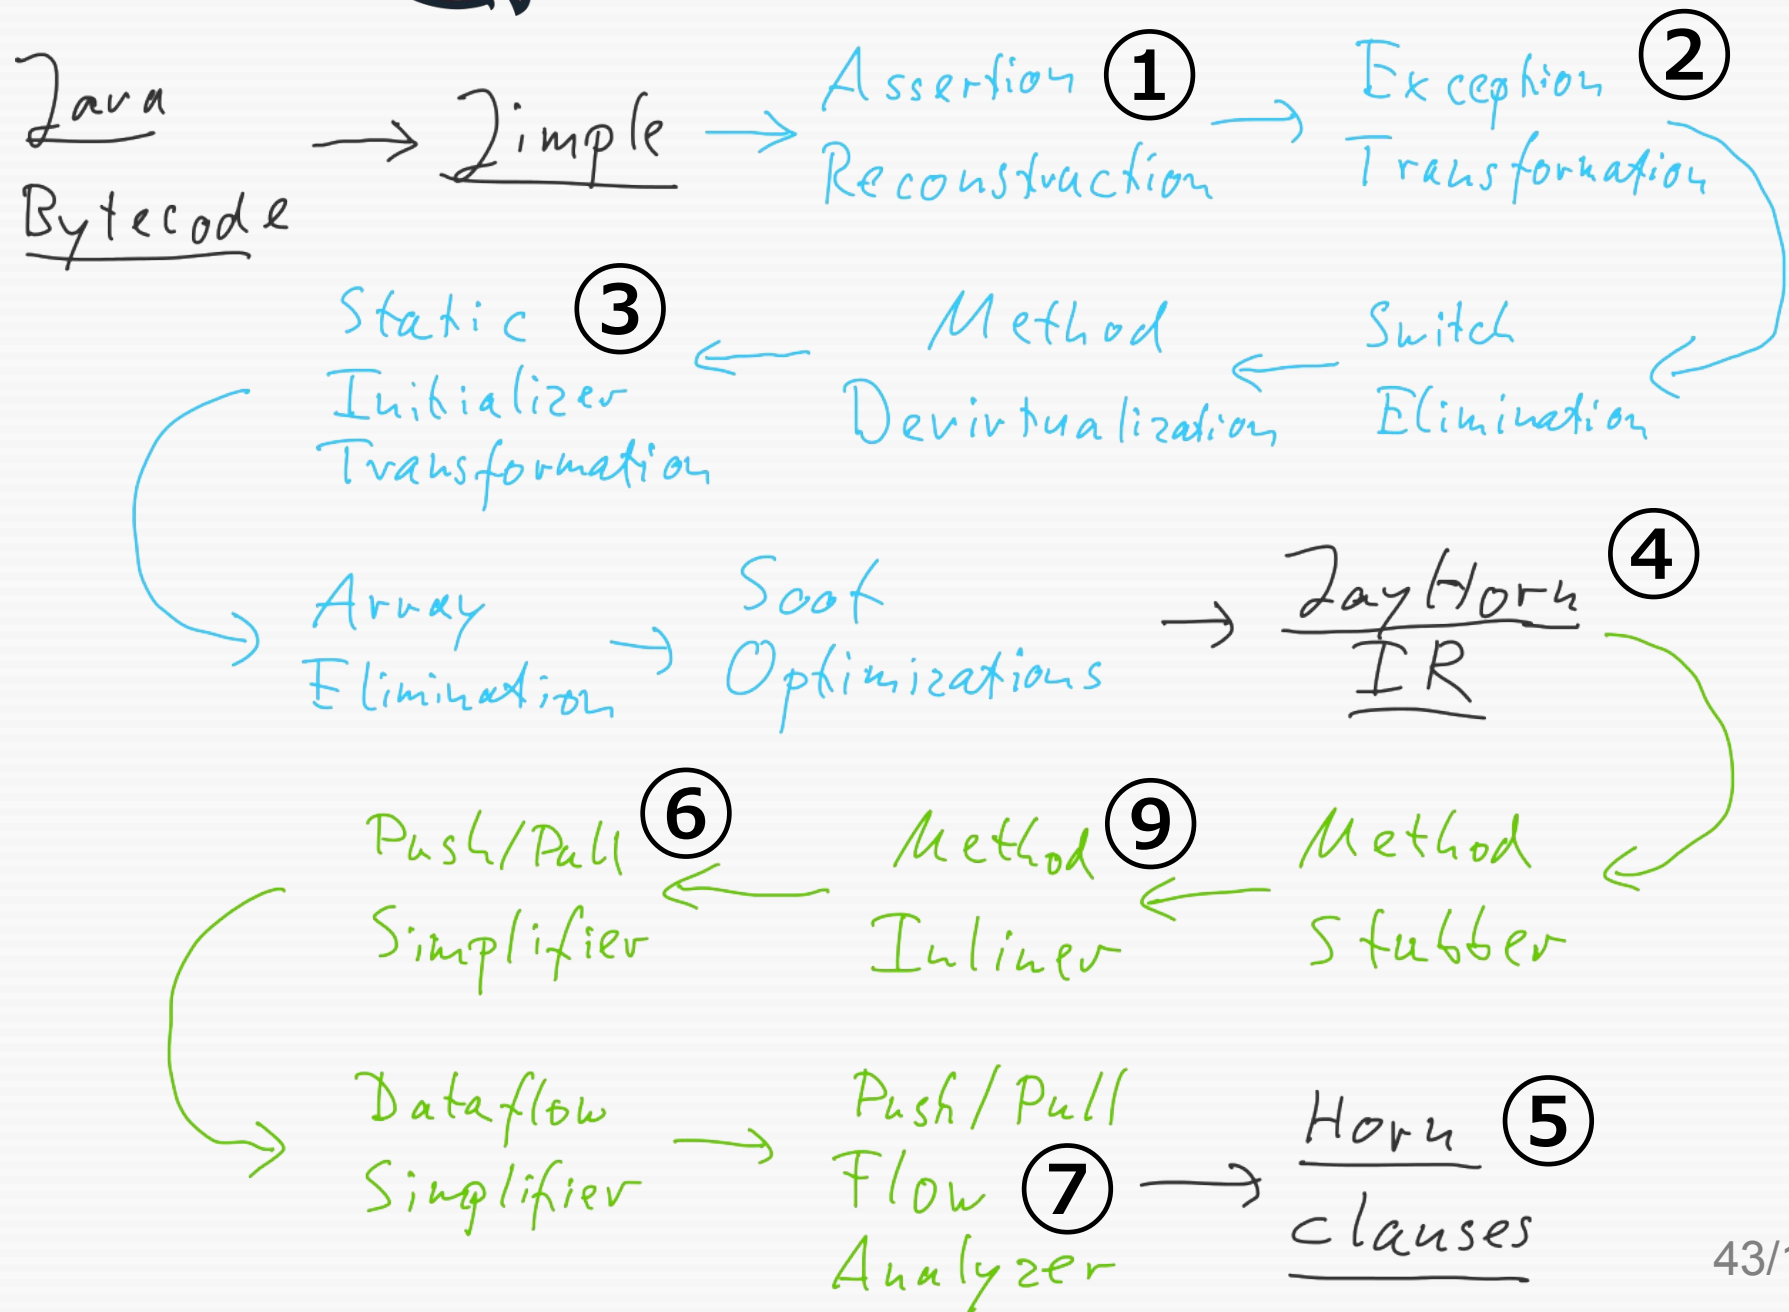 Java
Bytecode
Jimple
Assertion ①
Reconstruction
Exception ②
Transformation
Switch
Elimination
Method
Devirtualization
Static ③
Initializer
Transformation
Array
Elimination
Soot
Optimizations
JayHorn ④
IR
Method
Stubber
Method ⑨
Inliner
Push/Pull ⑥
Simplifier
Dataflow
Simplifier
Push/Pull
Flow ⑦
Analyzer
Horn ⑤
clauses
43/